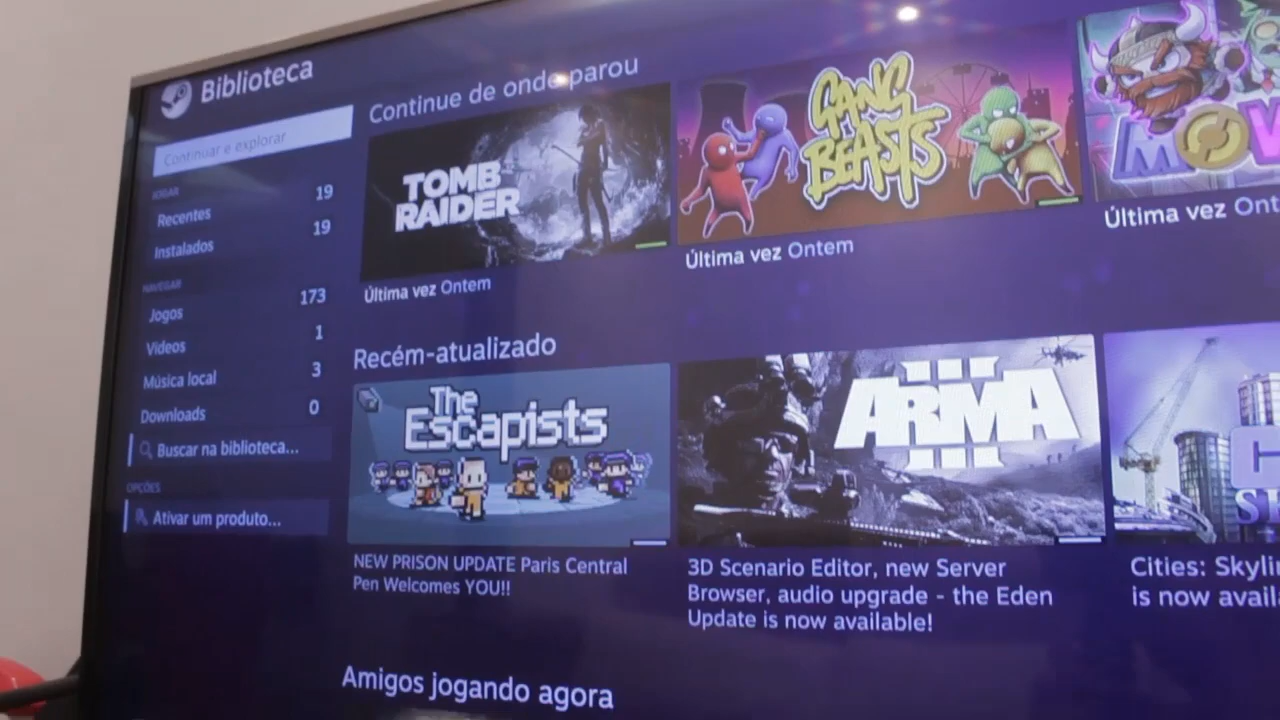 Biblioteca
Continuar e explorar
JOGAR
Recentes 19
Instalados 19
NAVEGAR
Jogos 173
Vídeos 1
Música local 3
Downloads 0
Buscar na biblioteca...
OPÇÕES
Ativar um produto...
Continue de onde parou
TOMB
RAIDER
Última vez Ontem
GANG
BEASTS
Última vez Ontem
Última vez
Recém-atualizado
The
Escapists
NEW PRISON UPDATE Paris Central
Pen Welcomes YOU!!
III
ARMA
III
3D Scenario Editor, new Server
Browser, audio upgrade - the Eden
Update is now available!
Cities:
is now
Amigos jogando agora